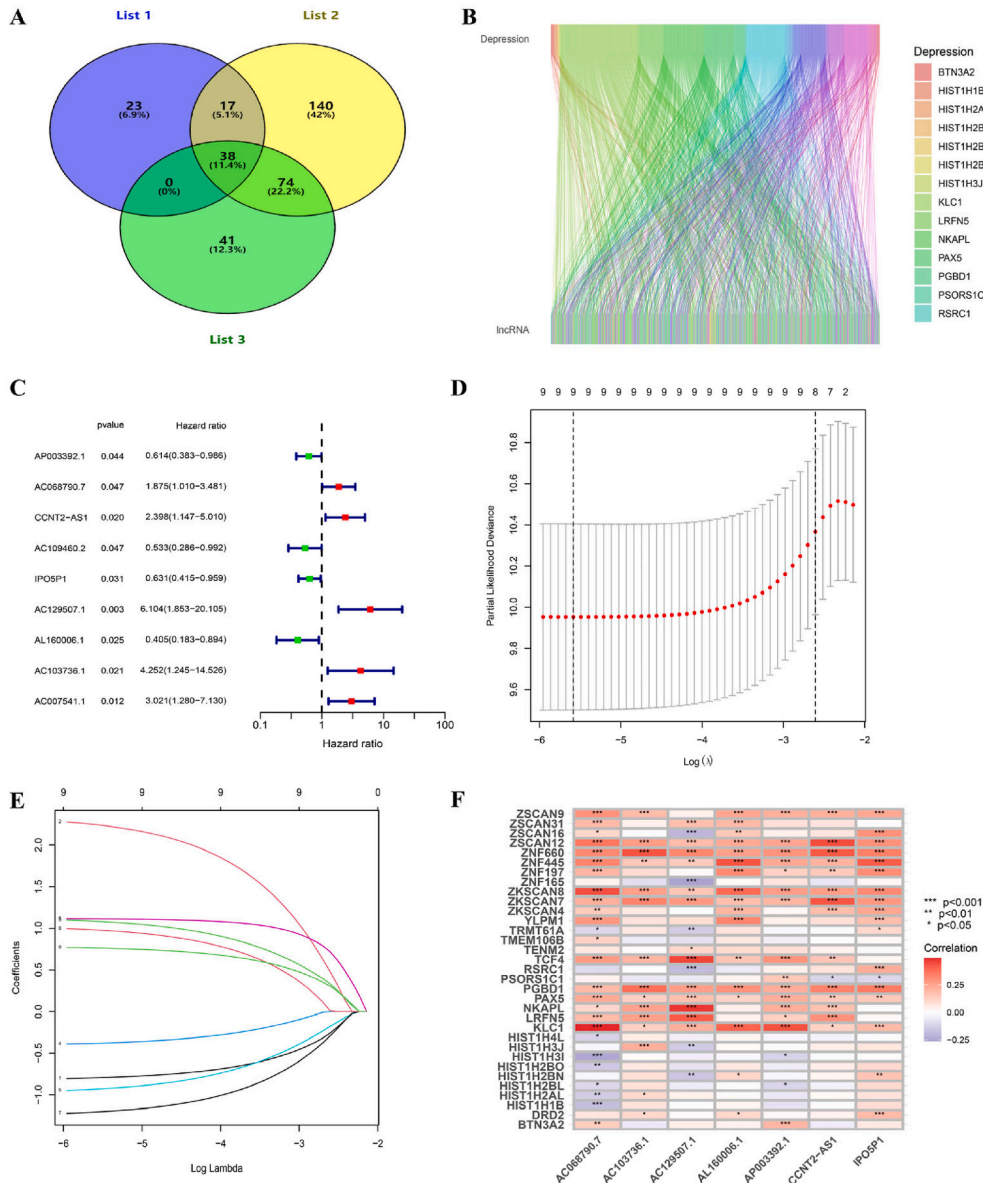 A
List 1
List 2
23
(6.9%)
17
(5.1%)
140
(42%)
38
(11.4%)
0
(0%)
74
(22.2%)
41
(12.3%)
List 3
B
Depression
lncRNA
Depression
BTN3A2
HIST1H1B
HIST1H2A
HIST1H2B
HIST1H2B
HIST1H2B
HIST1H3J
KLC1
LRFN5
NKAPL
PAX5
PGBD1
PSORS1C
RSRC1
C
pvalue Hazard ratio
AP003392.1 0.044 0.614(0.383−0.986)
AC068790.7 0.047 1.875(1.010−3.481)
CCNT2−AS1 0.020 2.398(1.147−5.010)
AC109460.2 0.047 0.533(0.286−0.992)
IPO5P1 0.031 0.631(0.415−0.959)
AC129507.1 0.003 6.104(1.853−20.105)
AL160006.1 0.025 0.405(0.183−0.894)
AC103736.1 0.021 4.252(1.245−14.526)
AC007541.1 0.012 3.021(1.280−7.130)
0.1 1 10 100
Hazard ratio
D
9 9 9 9 9 9 9 9 9 9 9 9 9 9 9 9 9 8 7 2
Partial Likelihood Deviance
10.8
10.6
10.4
10.2
10.0
9.8
9.6
−6 −5 −4 −3 −2
Log (λ)
E
9 9 9 9 0
Coefficients
2.0
1.5
1.0
0.5
0.0
−0.5
−1.0
−6 −5 −4 −3 −2
Log Lambda
F
ZSCAN9 *** *** *** *** *** ***
ZSCAN31 *** *** ***
ZSCAN16 * *** ** ***
ZSCAN12 *** *** *** *** *** *** ***
ZNF660 *** *** *** *** *** *** ***
ZNF445 *** ** ** *** *** *** ***
ZNF197 *** *** * ** ***
ZNF165 ***
ZKSCAN8 *** *** ** *** *** *** ***
ZKSCAN7 *** *** *** *** *** *** ***
ZKSCAN4 ** *** *** ***
YLPM1 *** *** ***
TRMT61A * ** *
TMEM106B *
TENM2 *
TCF4 *** *** *** ** *** **
RSRC1 *** ***
PSORS1C1 ** * *
PGBD1 *** *** *** *** *** *** ***
PAX5 *** * *** * *** ** **
NKAPL * *** *** *** ***
LRFN5 *** *** *** * ***
KLC1 *** * *** *** *** * ***
HIST1H4L *
HIST1H3J *** **
HIST1H3I *** *
HIST1H2BO **
HIST1H2BN ** * **
HIST1H2BL * *
HIST1H2AL ** *
HIST1H1B ***
DRD2 * * ***
BTN3A2 ** ***
AC068790.7 AC103736.1 AC129507.1 AL160006.1 AP003392.1 CCNT2−AS1 IPO5P1
*** p<0.001
** p<0.01
* p<0.05
Correlation
0.50
0.25
0.00
−0.25